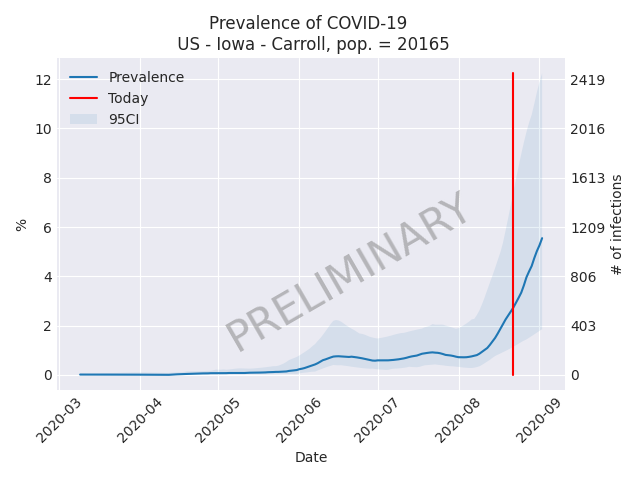 Prevalence of COVID-19
US - Iowa - Carroll, pop. = 20165
Prevalence
Today
95CI
12
10
8
6
4
2
0
%
2419
2016
1613
1209
806
403
0
# of infections
PRELIMINARY
2020-03
2020-04
2020-05
2020-06
2020-07
2020-08
2020-09
Date